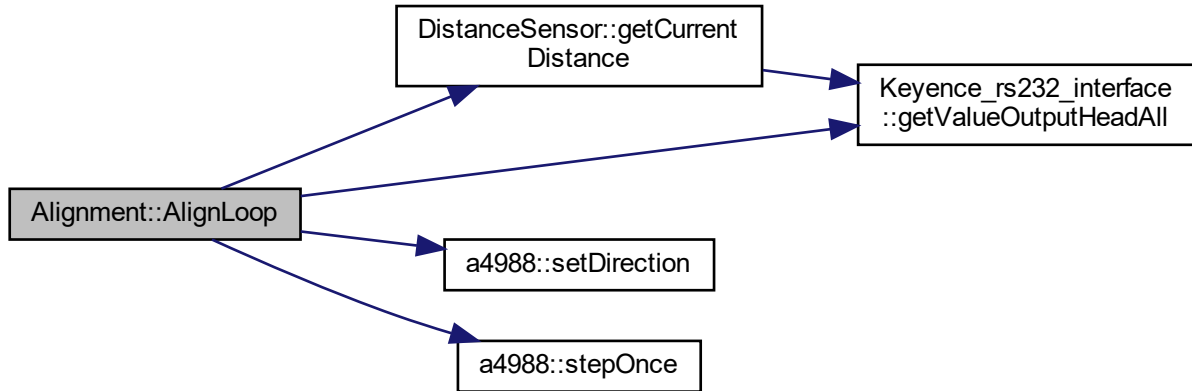 DistanceSensor::getCurrent
Distance
Keyence_rs232_interface
::getValueOutputHeadAll
Alignment::AlignLoop
a4988::setDirection
a4988::stepOnce